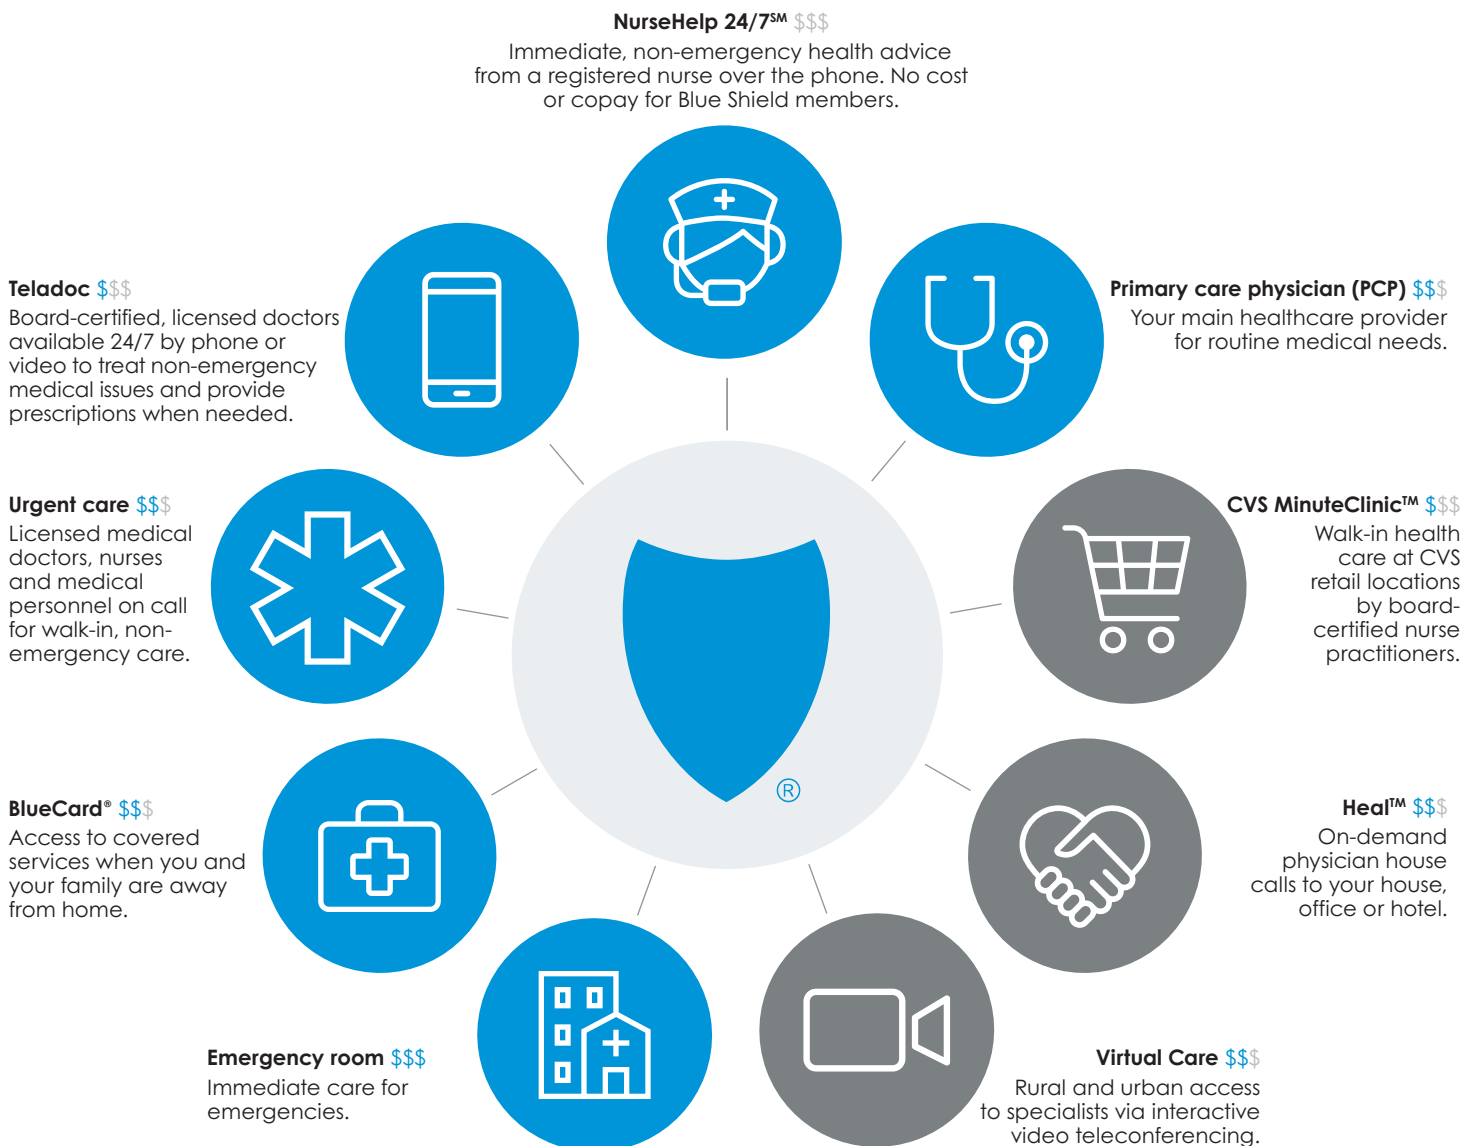 NurseHelp 24/7℠ $$$
Immediate, non-emergency health advice
from a registered nurse over the phone. No cost
or copay for Blue Shield members.
Teladoc $$$
Board-certified, licensed doctors
available 24/7 by phone or
video to treat non-emergency
medical issues and provide
prescriptions when needed.
Primary care physician (PCP) $$$
Your main healthcare provider
for routine medical needs.
Urgent care $$$
Licensed medical
doctors, nurses
and medical
personnel on call
for walk-in, non-
emergency care.
CVS MinuteClinic™ $$$
Walk-in health
care at CVS
retail locations
by board-
certified nurse
practitioners.
®
BlueCard® $$$
Access to covered
services when you and
your family are away
from home.
Heal™ $$$
On-demand
physician house
calls to your house,
office or hotel.
Emergency room $$$
Immediate care for
emergencies.
Virtual Care $$$
Rural and urban access
to specialists via interactive
video teleconferencing.